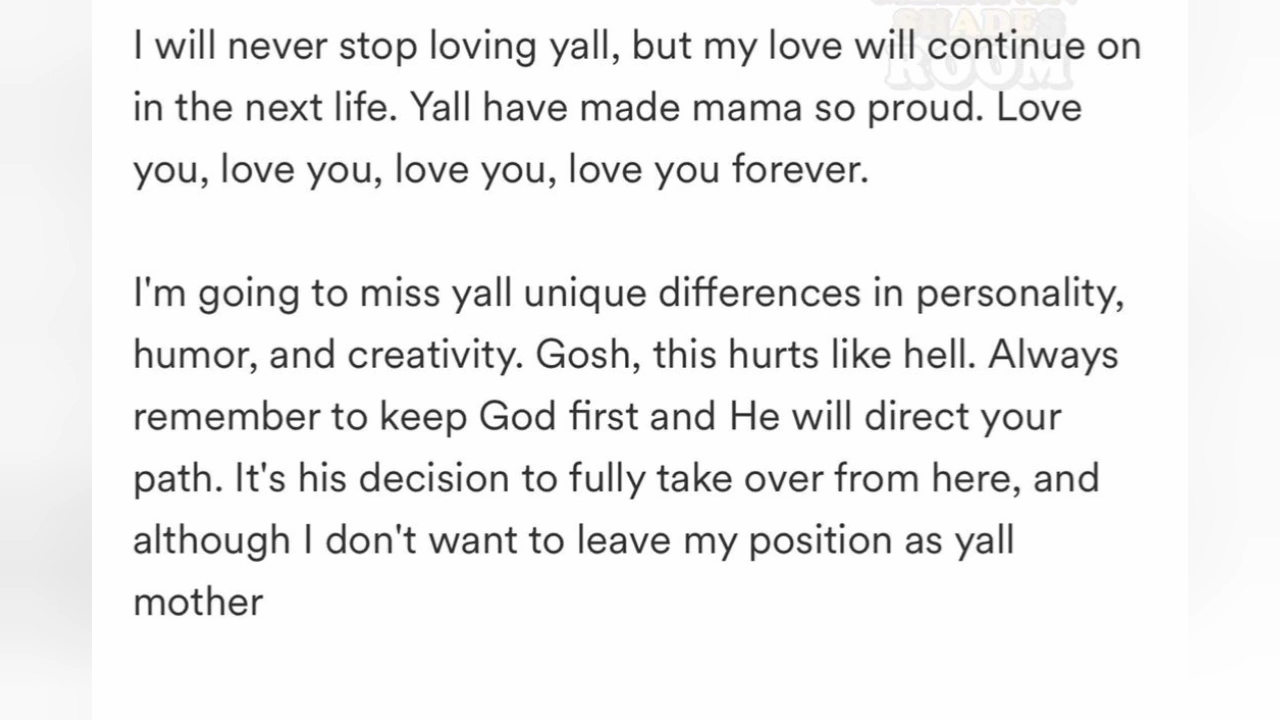 SHADE
ROOM
I will never stop loving yall, but my love will continue on
in the next life. Yall have made mama so proud. Love
you, love you, love you, love you forever.
I'm going to miss yall unique differences in personality,
humor, and creativity. Gosh, this hurts like hell. Always
remember to keep God first and He will direct your
path. It's his decision to fully take over from here, and
although I don't want to leave my position as yall
mother